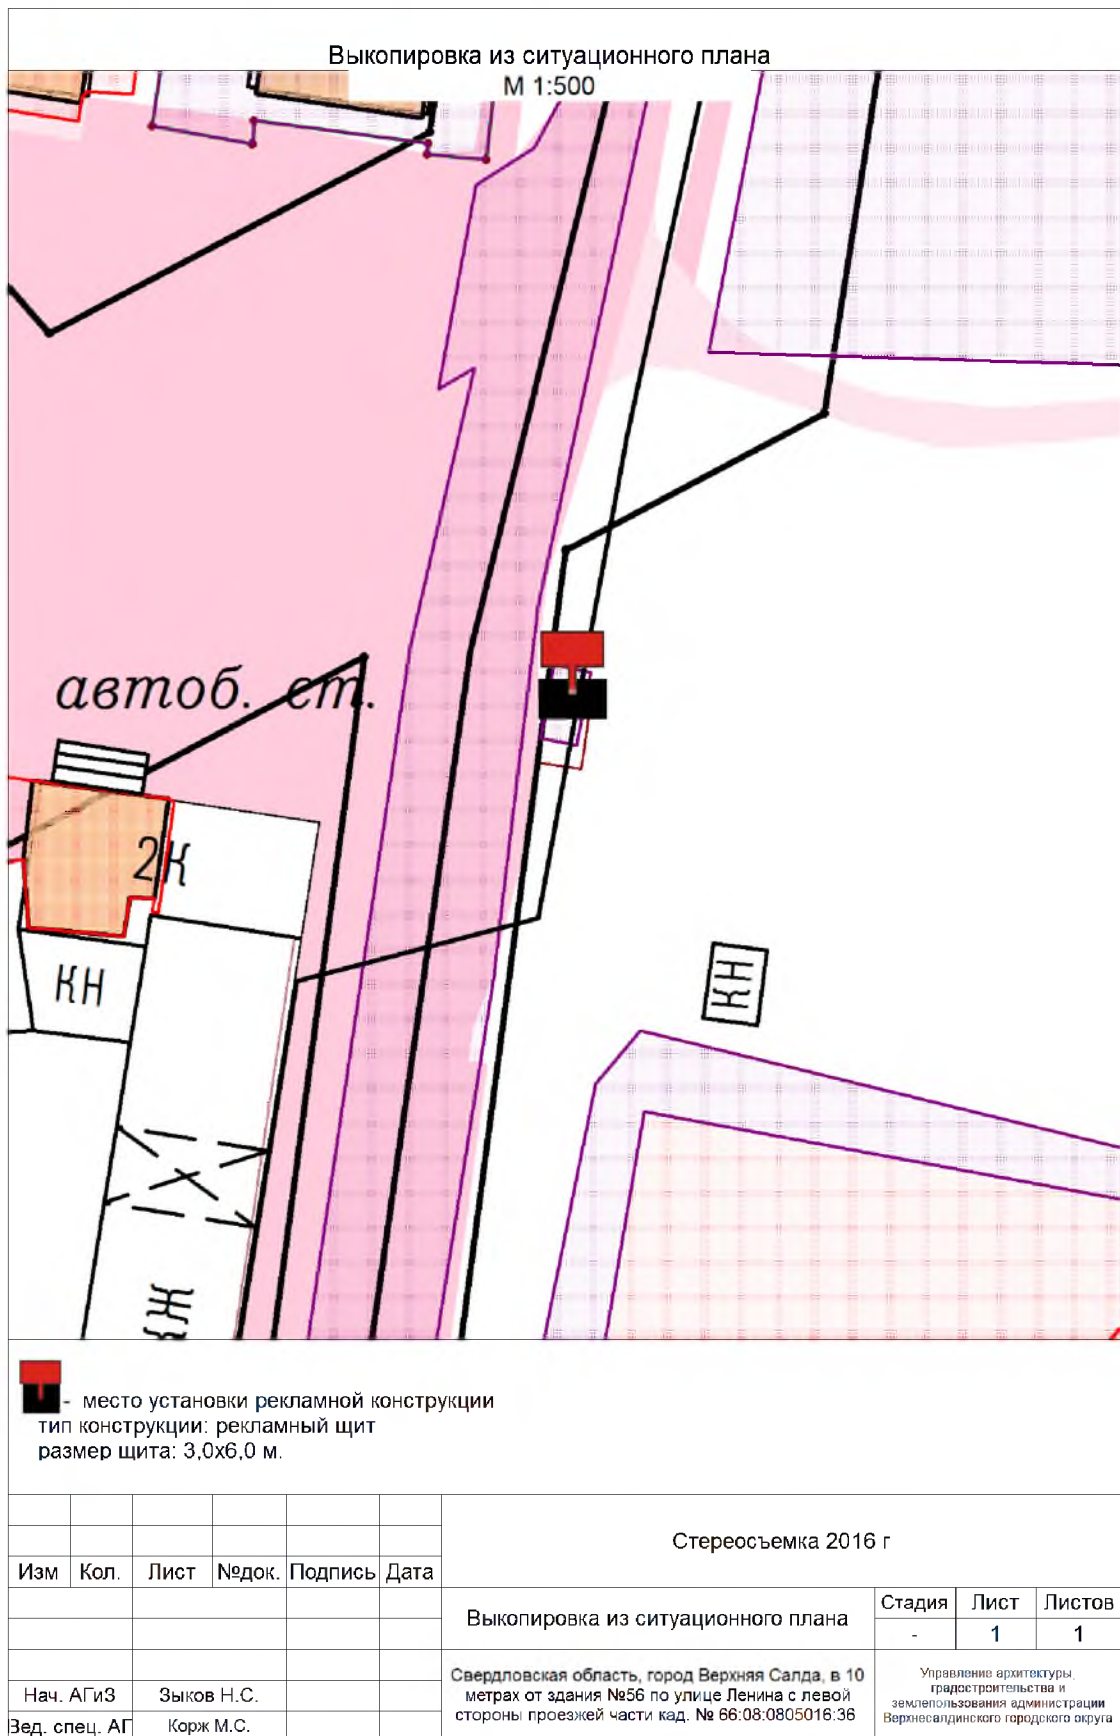 Выкопировка из ситуационного плана
М 1:500
автоб. ст.
2К
КН
КН
КЖ
- место установки рекламной конструкции
тип конструкции: рекламный щит
размер щита: 3,0х6,0 м.
Изм Кол. Лист №док. Подпись Дата
Стереосъемка 2016 г
Выкопировка из ситуационного плана
Стадия Лист Листов
- 1 1
Нач. АГиЗ Зыков Н.С.
Вед. спец. АГ Корж М.С.
Свердловская область, город Верхняя Салда, в 10
метрах от здания №56 по улице Ленина с левой
стороны проезжей части кад. № 66:08:0805016:36
Управление архитектуры,
градостроительства и
землепользования администрации
Верхнесалдинского городского округа